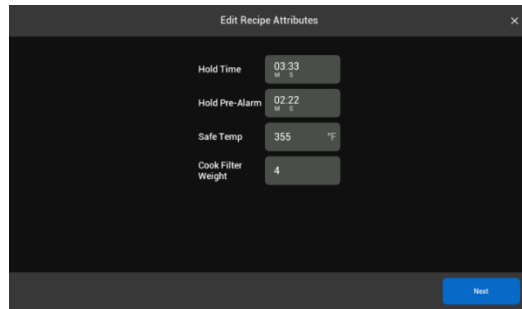 Edit Recipe Attributes ×
Hold Time 03:33
M S
Hold Pre-Alarm 02:22
M S
Safe Temp 355 °F
Cook Filter
Weight 4
Next